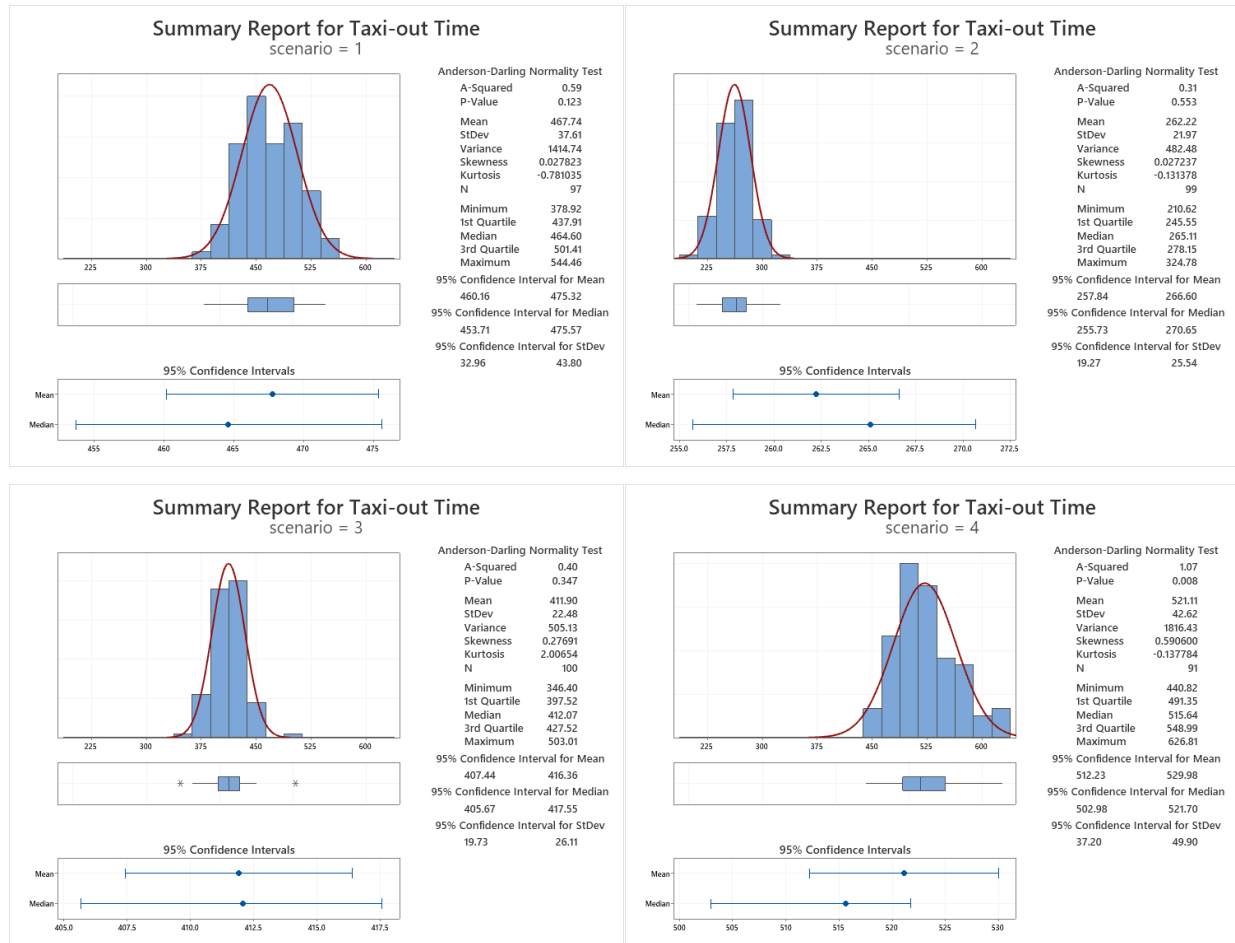 Summary Report for Taxi-out Time
scenario = 1
Anderson-Darling Normality Test
A-Squared 0.59
P-Value 0.123
Mean 467.74
StDev 37.61
Variance 1414.74
Skewness 0.027823
Kurtosis -0.781035
N 97
Minimum 378.92
1st Quartile 437.91
Median 464.60
3rd Quartile 501.41
Maximum 544.46
95% Confidence Interval for Mean
460.16 475.32
95% Confidence Interval for Median
453.71 475.57
95% Confidence Interval for StDev
32.96 43.80
225 300 375 450 525 600
95% Confidence Intervals
Mean
Median
455 460 465 470 475
Summary Report for Taxi-out Time
scenario = 2
Anderson-Darling Normality Test
A-Squared 0.31
P-Value 0.553
Mean 262.22
StDev 21.97
Variance 482.48
Skewness 0.027237
Kurtosis -0.131378
N 99
Minimum 210.62
1st Quartile 245.55
Median 265.11
3rd Quartile 278.15
Maximum 324.78
95% Confidence Interval for Mean
257.84 266.60
95% Confidence Interval for Median
255.73 270.65
95% Confidence Interval for StDev
19.27 25.54
225 300 375 450 525 600
95% Confidence Intervals
Mean
Median
255.0 257.5 260.0 262.5 265.0 267.5 270.0 272.5
Summary Report for Taxi-out Time
scenario = 3
Anderson-Darling Normality Test
A-Squared 0.40
P-Value 0.347
Mean 411.90
StDev 22.48
Variance 505.13
Skewness 0.27691
Kurtosis 2.00654
N 100
Minimum 346.40
1st Quartile 397.52
Median 412.07
3rd Quartile 427.52
Maximum 503.01
95% Confidence Interval for Mean
407.44 416.36
95% Confidence Interval for Median
405.67 417.55
95% Confidence Interval for StDev
19.73 26.11
225 300 375 450 525 600
95% Confidence Intervals
Mean
Median
405.0 407.5 410.0 412.5 415.0 417.5
Summary Report for Taxi-out Time
scenario = 4
Anderson-Darling Normality Test
A-Squared 1.07
P-Value 0.008
Mean 521.11
StDev 42.62
Variance 1816.43
Skewness 0.590600
Kurtosis -0.137784
N 91
Minimum 440.82
1st Quartile 491.35
Median 515.64
3rd Quartile 548.99
Maximum 626.81
95% Confidence Interval for Mean
512.23 529.98
95% Confidence Interval for Median
502.98 521.70
95% Confidence Interval for StDev
37.20 49.90
225 300 375 450 525 600
95% Confidence Intervals
Mean
Median
500 505 510 515 520 525 530